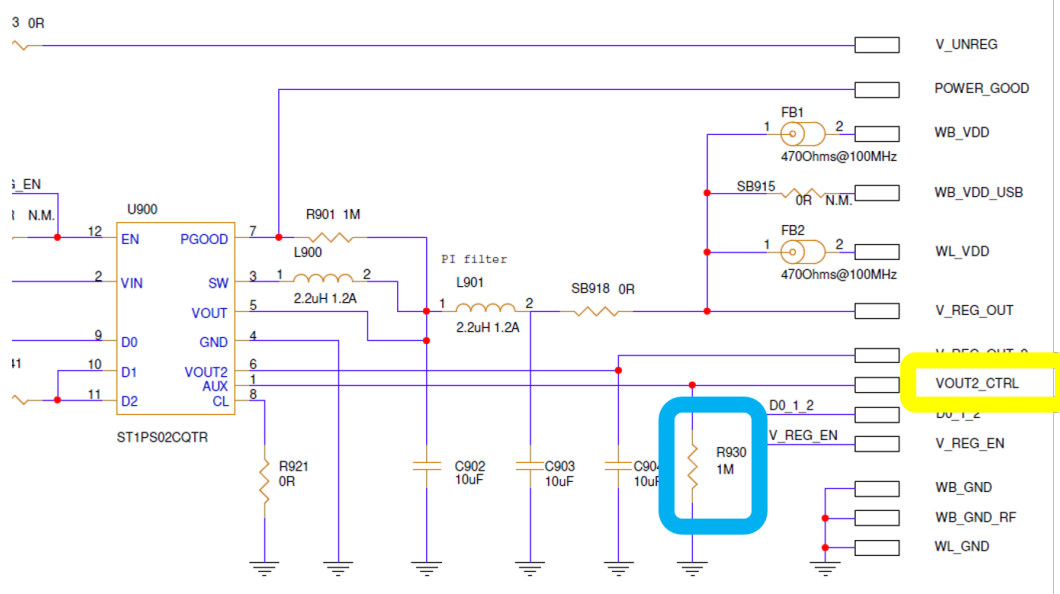 3 0R
V_UNREG
POWER_GOOD
FB1
1 2
WB_VDD
470Ohms@100MHz
_EN
SB915
0R N.M.
WB_VDD_USB
N.M.
U900
R901 1M
FB2
1 2
WL_VDD
470Ohms@100MHz
12 EN
PGOOD 7
L900
PI filter
2 VIN
SW 3
1 2
2.2uH 1.2A
L901
1 2
2.2uH 1.2A
SB918 0R
V_REG_OUT
VOUT 5
9 D0
GND 4
41
10 D1
VOUT2 6
AUX 1
11 D2
CL 8
VOUT2_CTRL
D0_1_2
D0_1_2
ST1PS02CQTR
V_REG_EN
V_REG_EN
R921
0R
C902
10uF
C903
10uF
R930
1M
WB_GND
WB_GND_RF
WL_GND